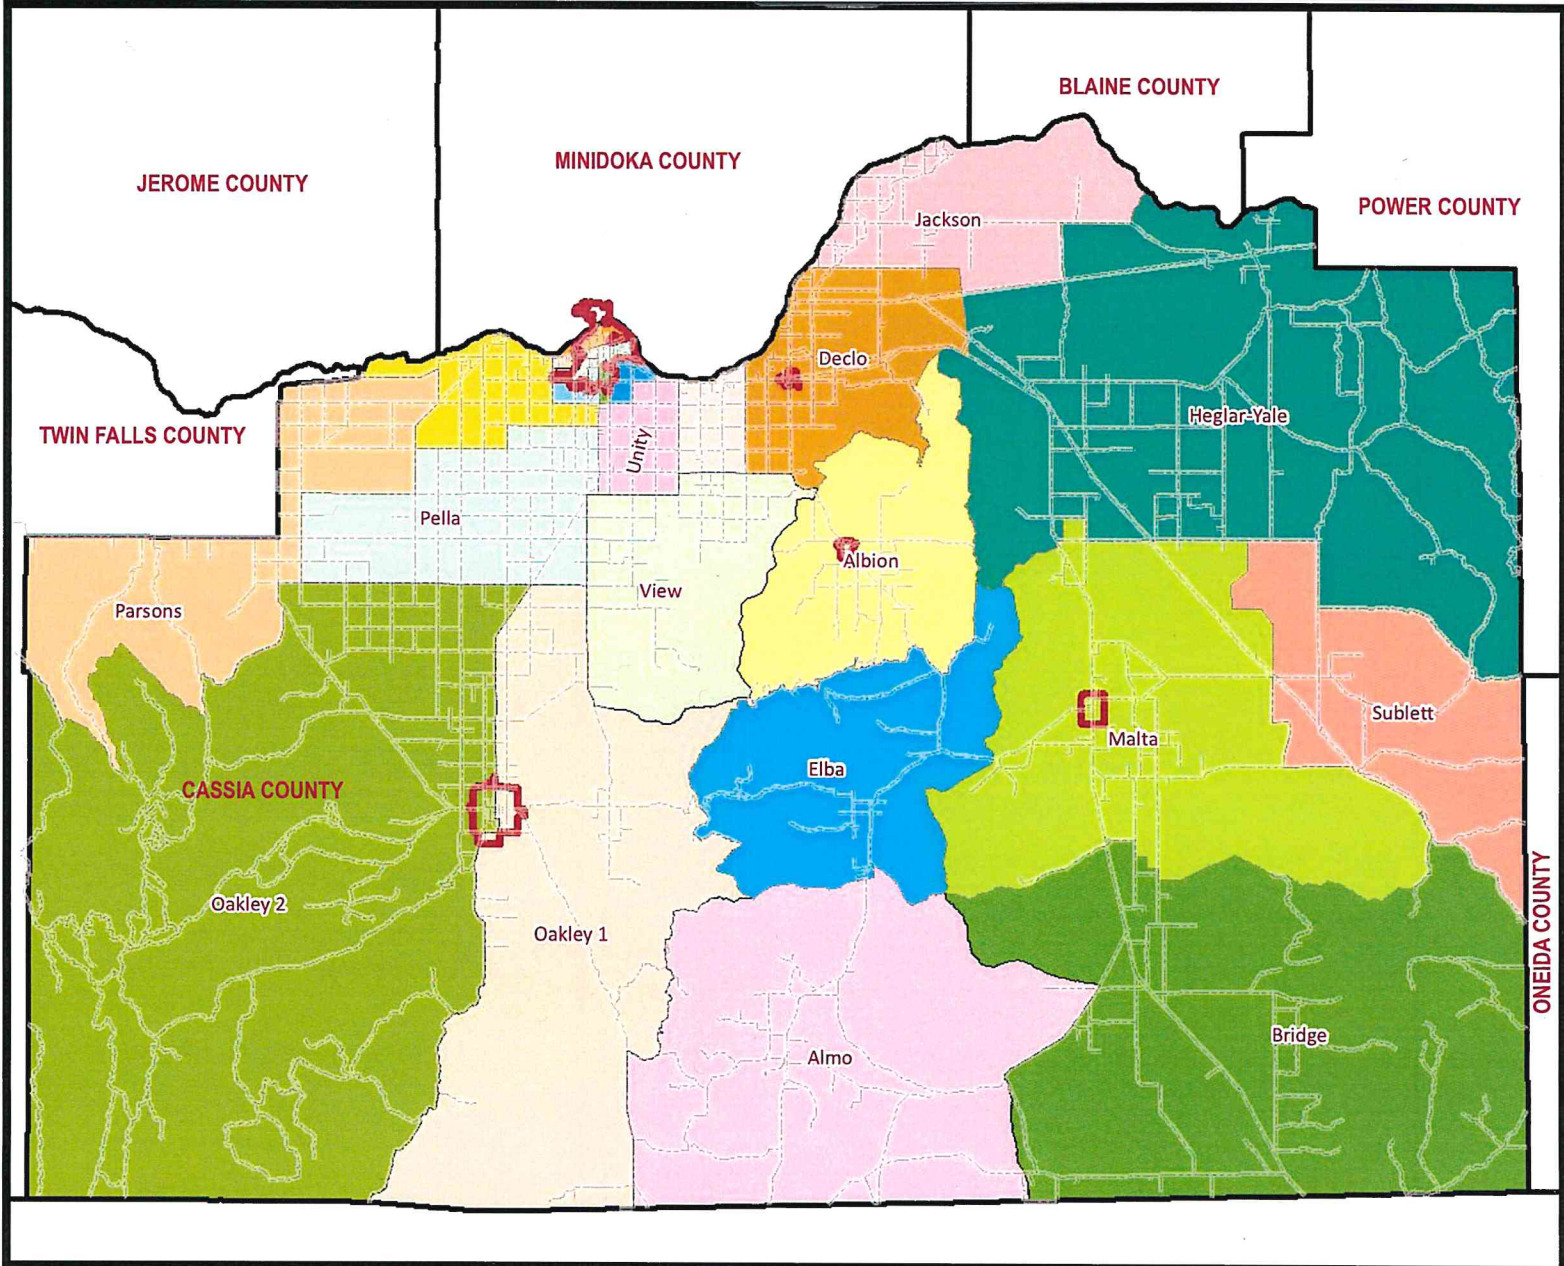 BLAINE COUNTY
MINIDOKA COUNTY
JEROME COUNTY
POWER COUNTY
Jackson
Declo
Heglar-Yale
TWIN FALLS COUNTY
Unity
Pella
Albion
View
Parsons
Sublett
Malta
Elba
CASSIA COUNTY
Oakley 2
Oakley 1
ONEIDA COUNTY
Bridge
Almo